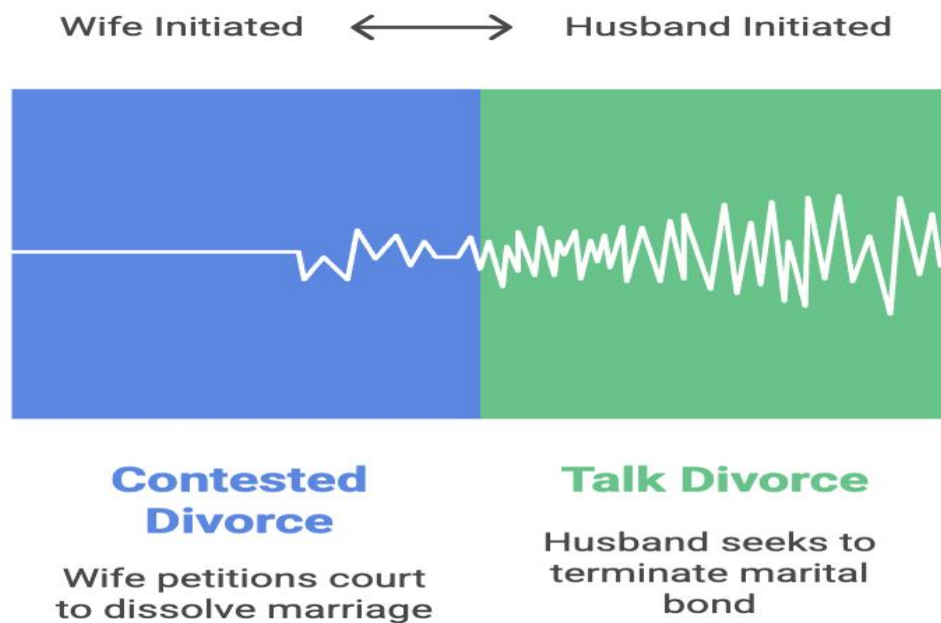 Wife Initiated
Husband Initiated
Contested
Divorce
Wife petitions court
to dissolve marriage
Talk Divorce
Husband seeks to
terminate marital
bond